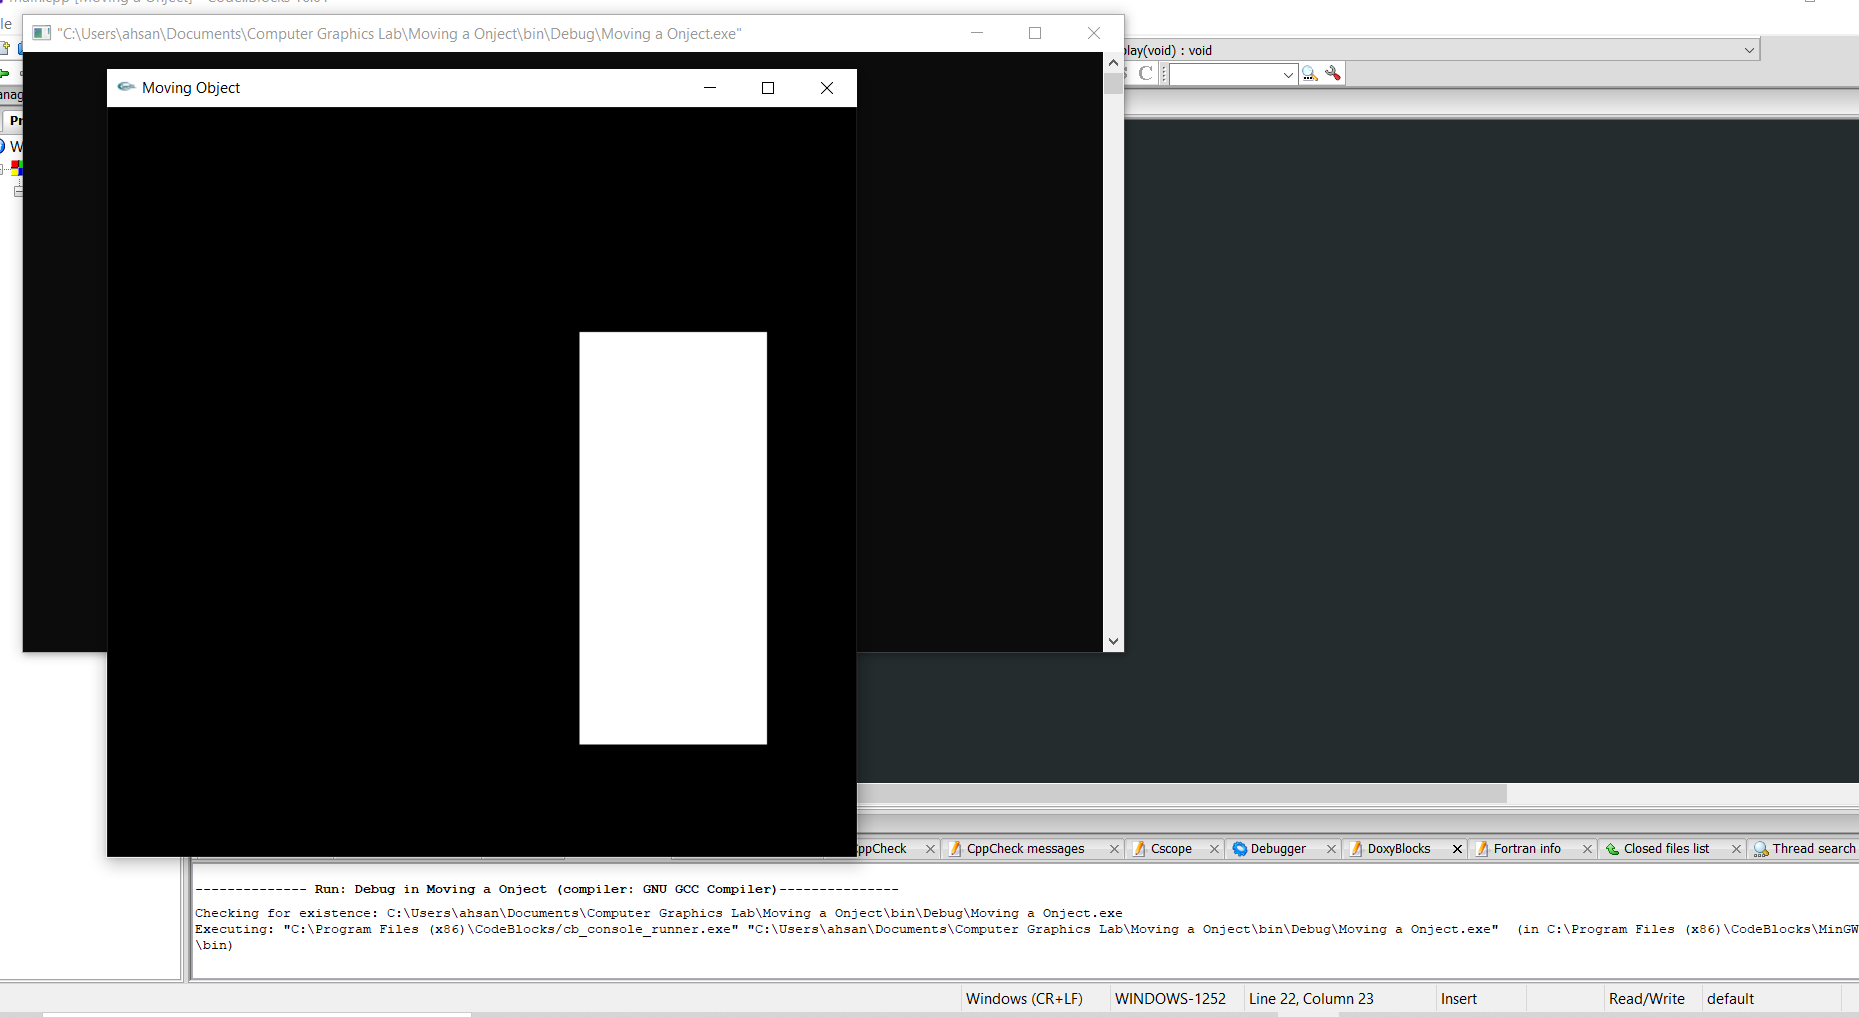 "C:\Users\ahsan\Documents\Computer Graphics Lab\Moving a Onject\bin\Debug\Moving a Onject.exe"
play(void) : void
Moving Object
C
Pr
W
CppCheck
CppCheck messages
Cscope
Debugger
DoxyBlocks
Fortran info
Closed files list
Thread search
-------------- Run: Debug in Moving a Onject (compiler: GNU GCC Compiler)---------------
Checking for existence: C:\Users\ahsan\Documents\Computer Graphics Lab\Moving a Onject\bin\Debug\Moving a Onject.exe
Executing: "C:\Program Files (x86)\CodeBlocks/cb_console_runner.exe" "C:\Users\ahsan\Documents\Computer Graphics Lab\Moving a Onject\bin\Debug\Moving a Onject.exe"  (in C:\Program Files (x86)\CodeBlocks\MinGW
\bin)
Windows (CR+LF)
WINDOWS-1252
Line 22, Column 23
Insert
Read/Write
default